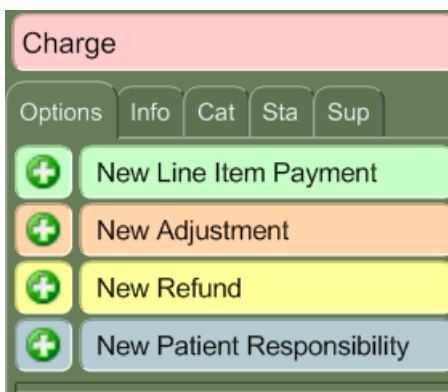 Charge
Options Info Cat Sta Sup
New Line Item Payment
New Adjustment
New Refund
New Patient Responsibility